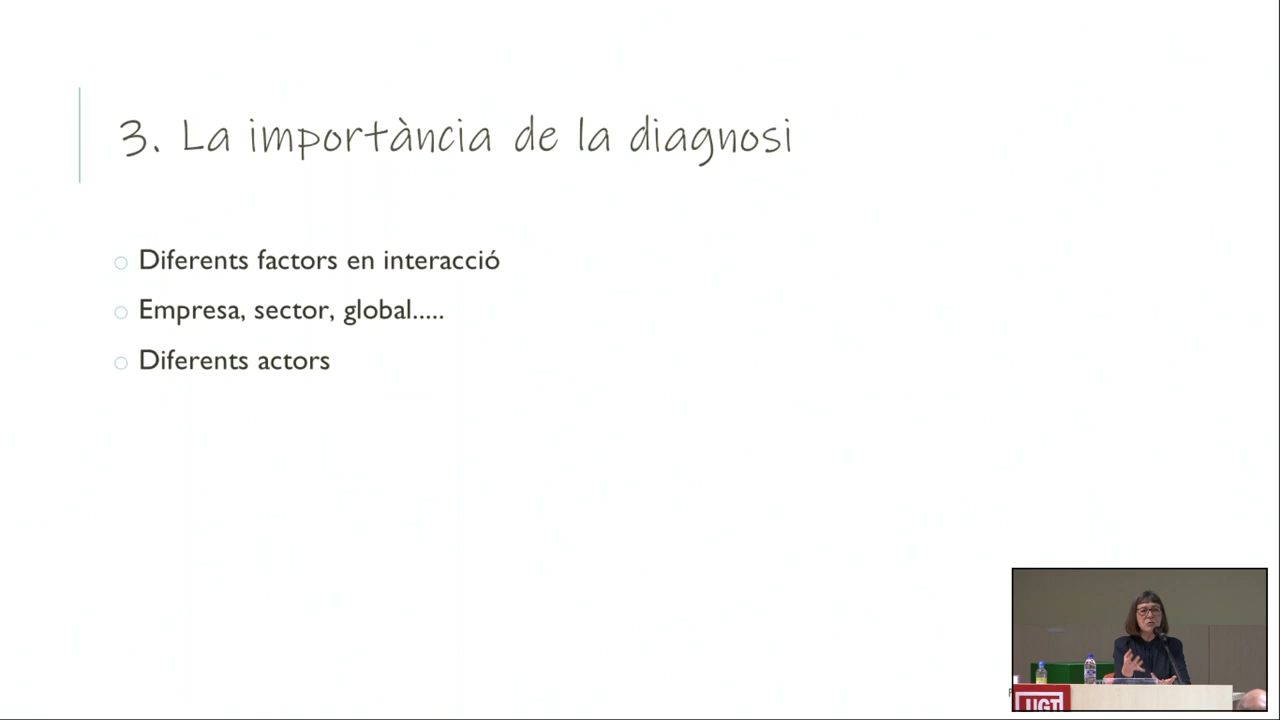 3. La importància de la diagnosi
Diferents factors en interacció
Empresa, sector, global.....
Diferents actors
UGT